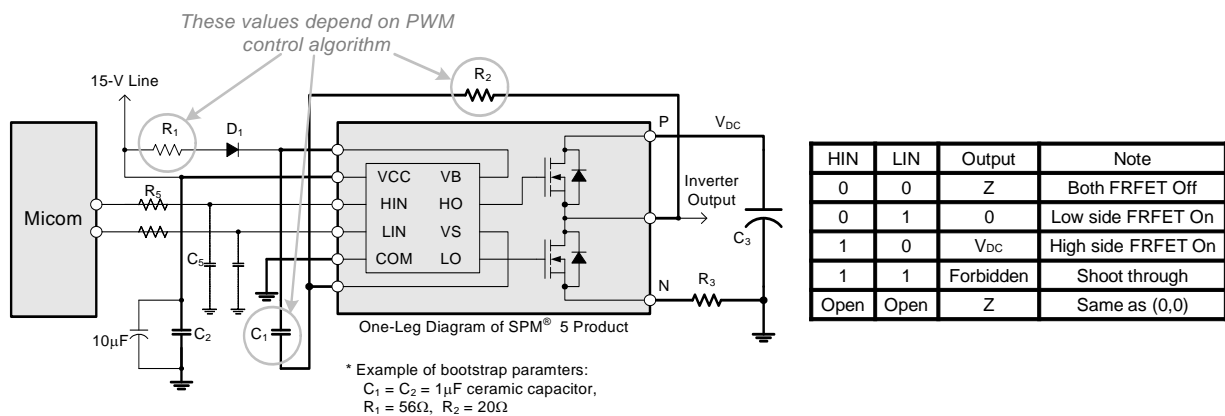 These values depend on PWM
control algorithm
R2
15-V Line
R1
D1
P
VDC
VCC
VB
R5
HIN
HO
Inverter
Output
Micom
LIN
VS
C3
C5
COM
LO
N
R3
10μF
C2
C1
One-Leg Diagram of SPM® 5 Product
* Example of bootstrap paramters:
C1 = C2 = 1μF ceramic capacitor,
R1 = 56Ω, R2 = 20Ω
HIN LIN Output Note
0 0 Z Both FRFET Off
0 1 0 Low side FRFET On
1 0 VDC High side FRFET On
1 1 Forbidden Shoot through
Open Open Z Same as (0,0)